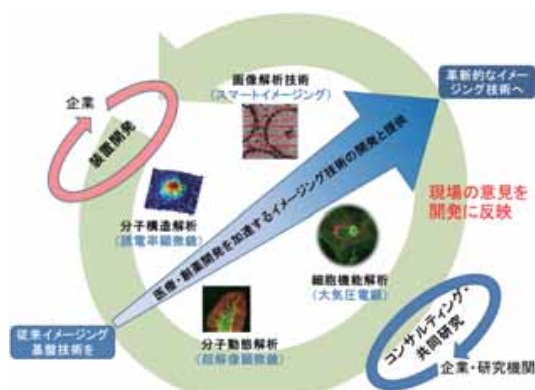 画像解析技術
(スマートイメージング)
革新的なイメー
ジング技術へ
企業
装置開発
医像・創薬開発を加速するイメージング技術の開発と提供
現場の意見を
開発に反映
分子構造解析
(誘電率顕微鏡)
細胞機能解析
(大気圧電顕)
従来イメージング
基盤技術を
分子動態解析
(超解像顕微鏡)
コンサルティング・
共同研究
企業・研究機関